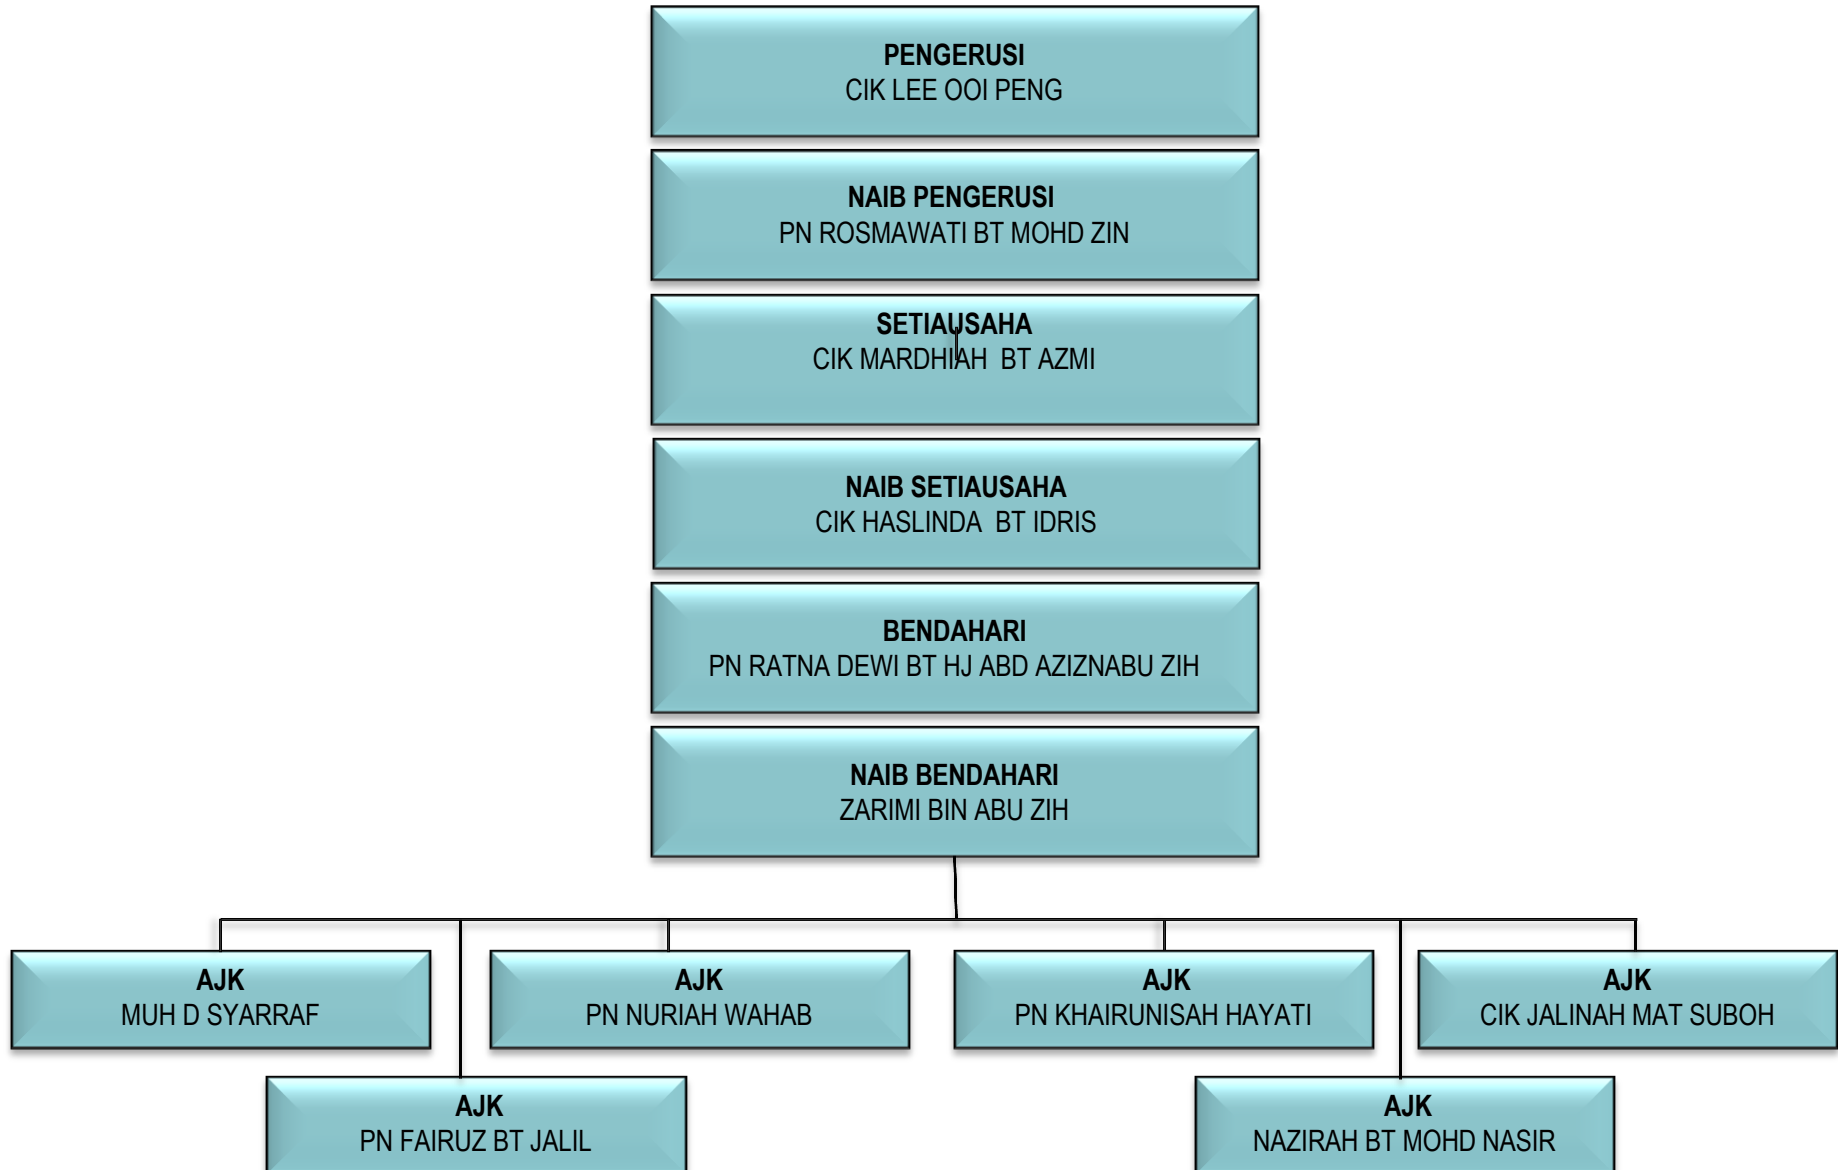 PENGERUSI
CIK LEE OOI PENG
NAIB PENGERUSI
PN ROSMAWATI BT MOHD ZIN
SETIAUSAHA
CIK MARDHIAH BT AZMI
NAIB SETIAUSAHA
CIK HASLINDA BT IDRIS
BENDAHARI
PN RATNA DEWI BT HJ ABD AZIZNABU ZIH
NAIB BENDAHARI
ZARIMI BIN ABU ZIH
AJK
MUH D SYARRAF
AJK
PN NURIAH WAHAB
AJK
PN KHAIRUNISAH HAYATI
AJK
CIK JALINAH MAT SUBOH
AJK
PN FAIRUZ BT JALIL
AJK
NAZIRAH BT MOHD NASIR